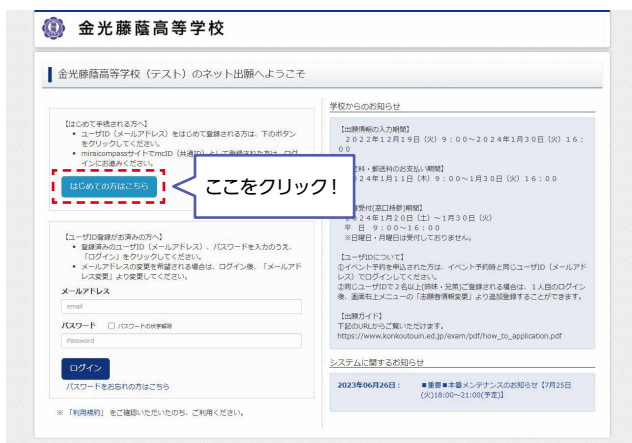 金光藤蔭高等学校
金光藤蔭高等学校（テスト）のネット出願へようこそ
【はじめて手続される方へ】
• ユーザID（メールアドレス）をはじめて登録される方は、下のボタン
をクリックしてください。
• miraicompassサイトでmcID（共通ID）として登録された方は、ログ
インにお進みください。
はじめての方はこちら
ここをクリック！
【ユーザID登録がお済みの方へ】
• 登録済みのユーザID（メールアドレス）、パスワードを入力のうえ、
「ログイン」をクリックしてください。
• メールアドレスの変更を希望される場合は、ログイン後、「メールアド
レス変更」より変更してください。
メールアドレス
email
パスワード □ パスワードの伏字解除
Password
ログイン
パスワードをお忘れの方はこちら
※ 「利用規約」 をご確認いただいたのち、ご利用ください。
学校からのお知らせ
【出願情報の入力期間】
２０２２年１２月１９日（火）９：００～２０２４年１月３０日（火）１６：
００
料・郵送料のお支払い期間】
２４年１月１１日（木）９：００～１月３０日（火）１６：００
受付(窓口持参)期間】
２４年１月２０日（土）～１月３０日（火）
平 日 ９：００～１６：００
※日曜日・月曜日は受付しておりません。
【ユーザIDについて】
①イベント予約を申込された方は、イベント予約時と同じユーザID（メールアド
レス）でログインしてください。
②同じユーザIDで２名以上(姉妹・兄弟)ご登録される場合は、１人目のログイン
後、画面右上メニューの「志願者情報変更」より追加登録することができます。
【出願ガイド】
下記のURLからご覧いただけます。
https://www.konkoutouin.ed.jp/exam/pdf/how_to_application.pdf
システムに関するお知らせ
2023年06月26日： ■重要■本番メンテナンスのお知らせ【7月25日
(火)18:00～21:00(予定)】